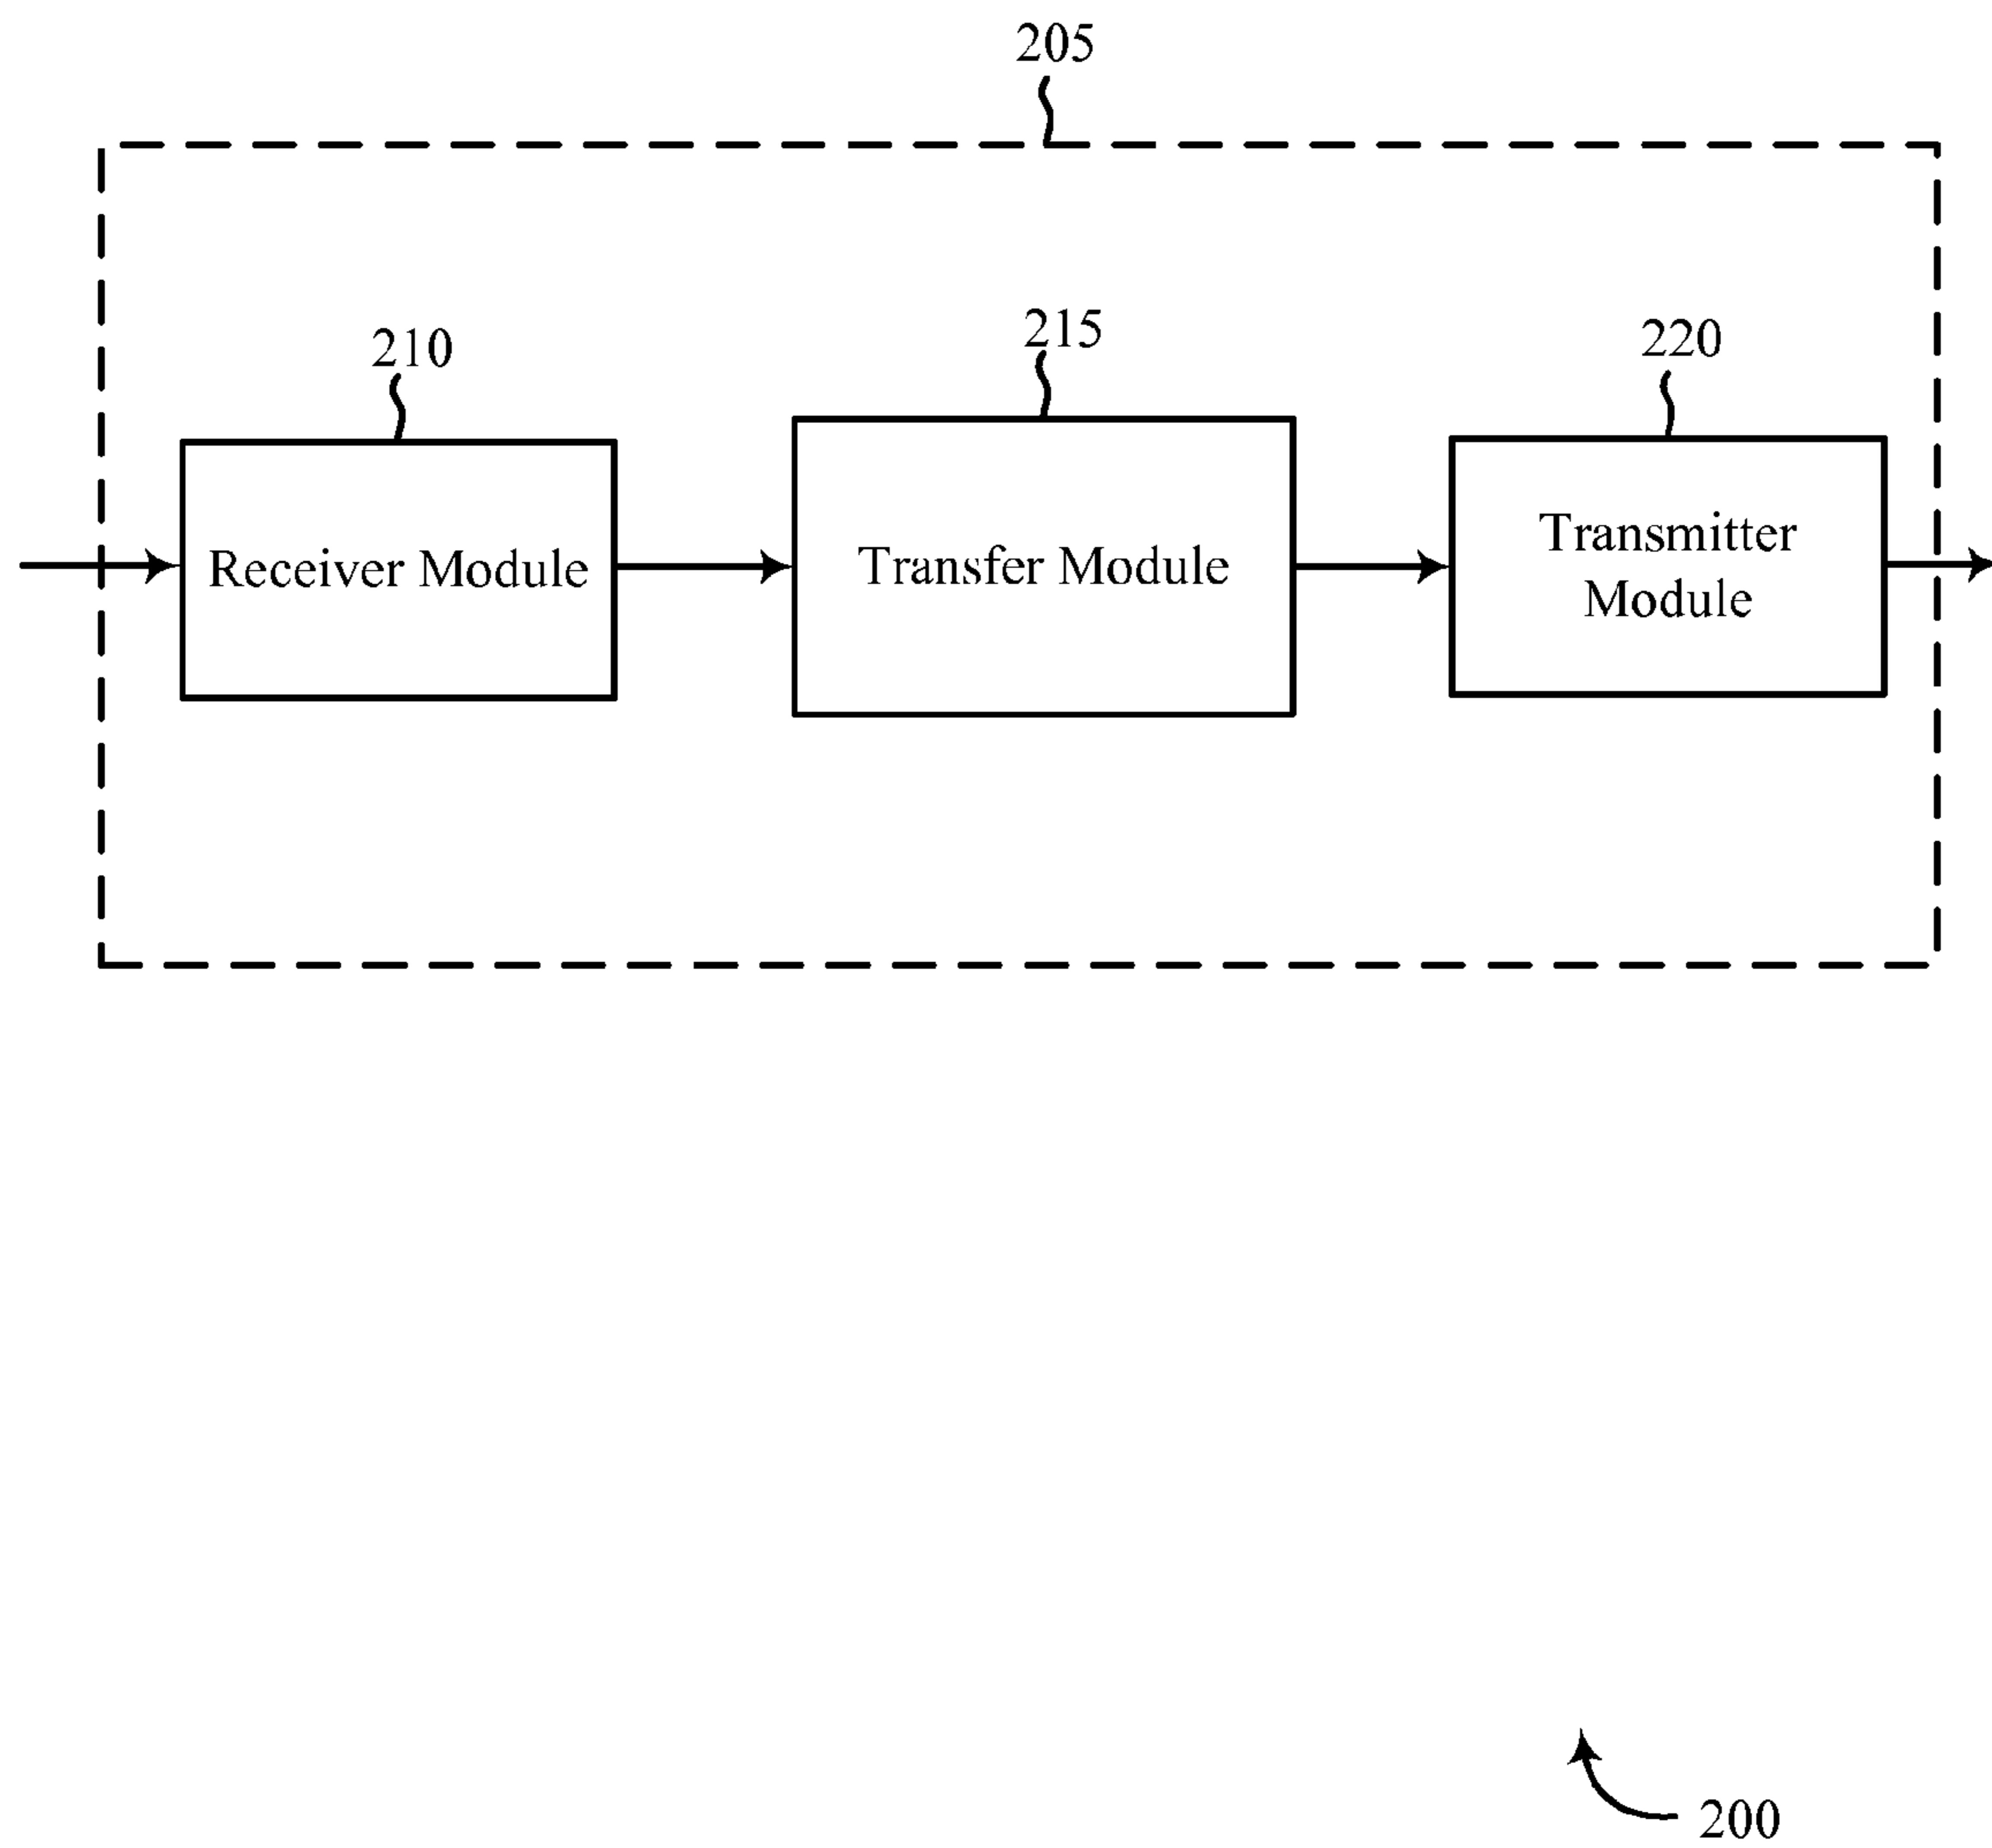 205
210
215
220
Receiver Module
Transfer Module
Transmitter
Module
200